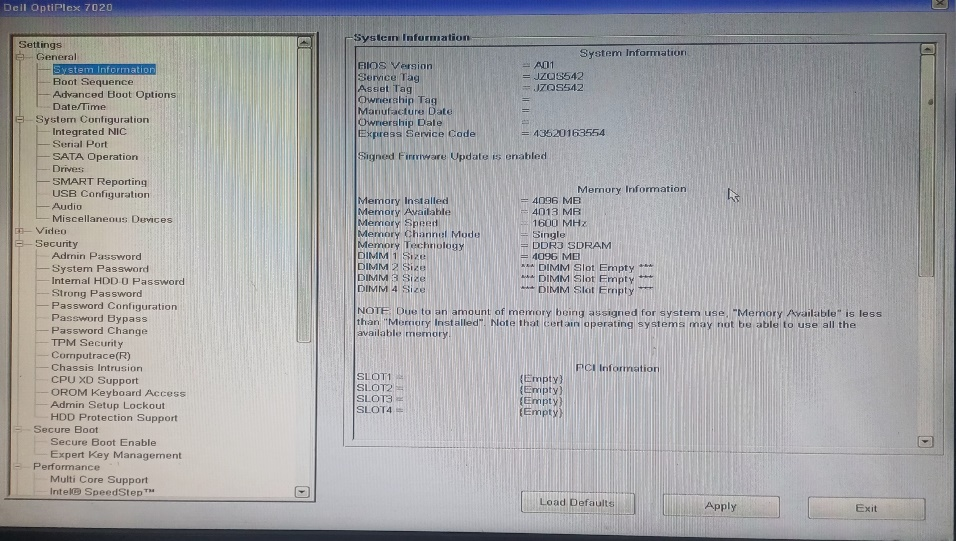 Dell OptiPlex 7020
Settings
General
System Information
Boot Sequence
Advanced Boot Options
Date/Time
System Configuration
Integrated NIC
Serial Port
SATA Operation
Drives
SMART Reporting
USB Configuration
Audio
Miscellaneous Devices
Video
Security
Admin Password
System Password
Internal HDD-0 Password
Strong Password
Password Configuration
Password Bypass
Password Change
TPM Security
Computrace(R)
Chassis Intrusion
CPU XD Support
OROM Keyboard Access
Admin Setup Lockout
HDD Protection Support
Secure Boot
Secure Boot Enable
Expert Key Management
Performance
Multi Core Support
Intel® SpeedStep™
System Information
System Information
BIOS Version = A01
Service Tag = JZQS542
Asset Tag = JZQS542
Ownership Tag =
Manufacture Date =
Ownership Date =
Express Service Code = 43520163554
Signed Firmware Update is enabled
Memory Information
Memory Installed = 4096 MB
Memory Available = 4013 MB
Memory Speed = 1600 MHz
Memory Channel Mode = Single
Memory Technology = DDR3 SDRAM
DIMM 1 Size = 4096 MB
DIMM 2 Size *** DIMM Slot Empty ***
DIMM 3 Size *** DIMM Slot Empty ***
DIMM 4 Size *** DIMM Slot Empty ***
NOTE: Due to an amount of memory being assigned for system use, "Memory Available" is less
than "Memory Installed". Note that certain operating systems may not be able to use all the
available memory.
PCI Information
SLOT1 = (Empty)
SLOT2 = (Empty)
SLOT3 = (Empty)
SLOT4 = (Empty)
Load Defaults
Apply
Exit